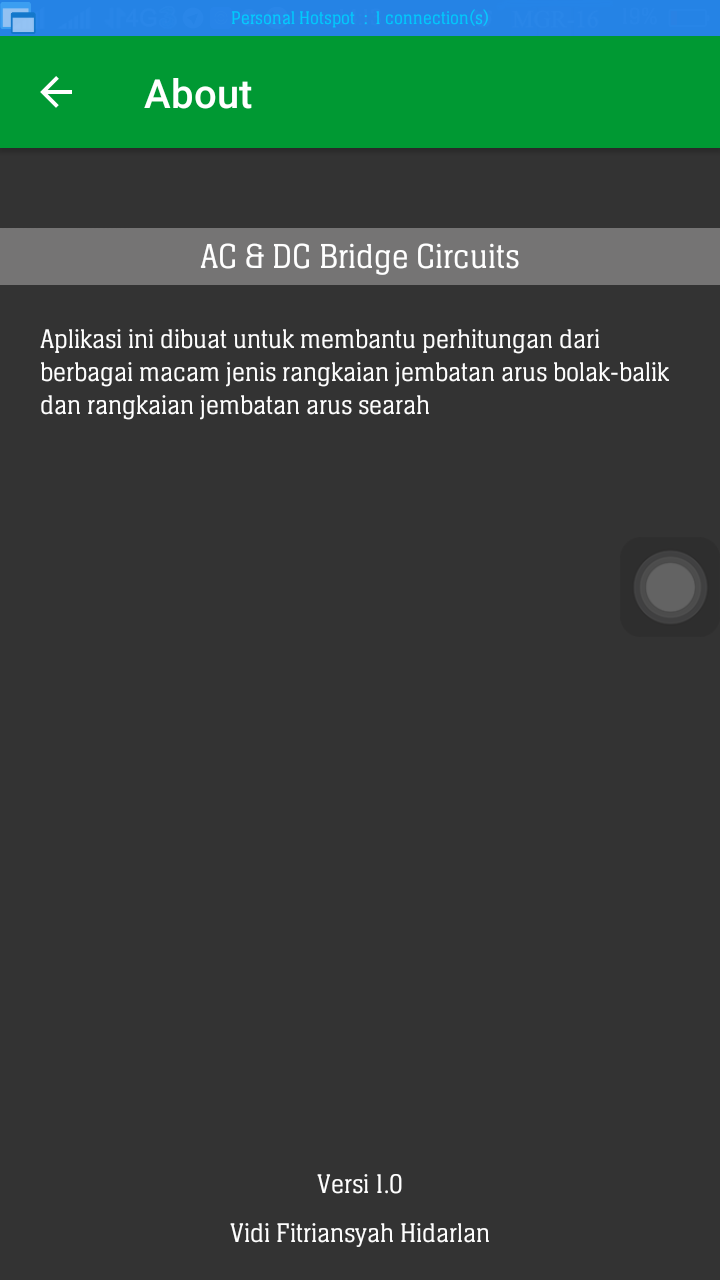 Personal Hotspot : 1 connection(s)
About
AC & DC Bridge Circuits
Aplikasi ini dibuat untuk membantu perhitungan dari
berbagai macam jenis rangkaian jembatan arus bolak-balik
dan rangkaian jembatan arus searah
Versi 1.0
Vidi Fitriansyah Hidarlan